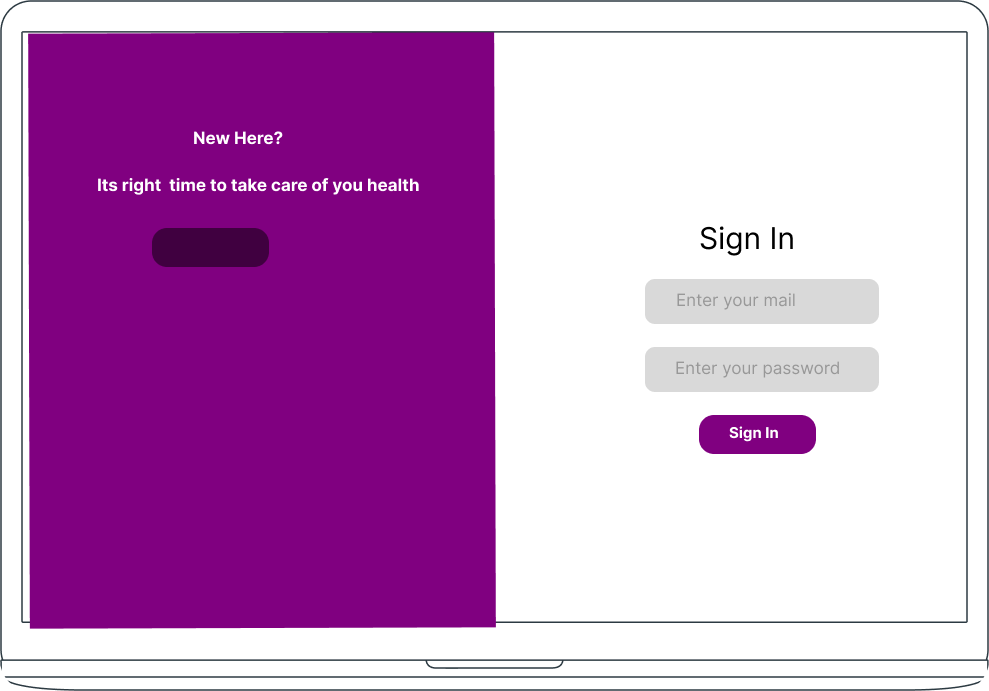 New Here?
Its right  time to take care of you health
Sign In
Enter your mail
Enter your password
Sign In